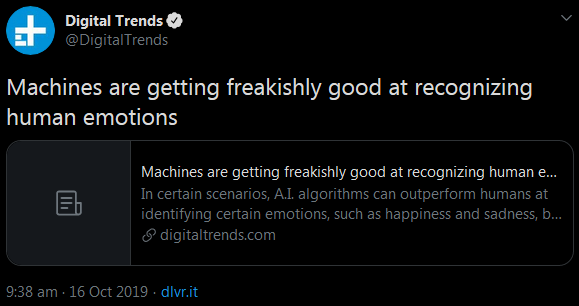 Digital Trends
@DigitalTrends
Machines are getting freakishly good at recognizing
human emotions
Machines are getting freakishly good at recognizing human e...
In certain scenarios, A.I. algorithms can outperform humans at
identifying certain emotions, such as happiness and sadness, b...
digitaltrends.com
9:38 am · 16 Oct 2019 · dlvr.it